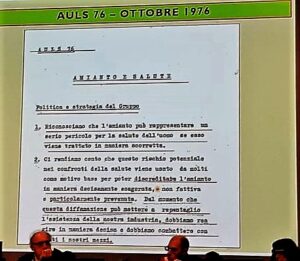 AULS 76 – OTTOBRE 1976
AULS 76
AMIANTO E SALUTE
Politica e strategia del Gruppo
1. Riconosciamo che l'amianto può rappresentare un
serio pericolo per la salute dell'uomo se esso
viene trattato in maniera scorretta.
2. Ci rendiamo conto che questo rischio potenziale
nei confronti della salute viene usato da molti
come motivo base per poter discreditare l'amianto
in maniera decisamente esagerata, non fattiva
e particolarmente prevenuta. Dal momento che
questa diffamazione può mettere a repentaglio
l'esistenza della nostra industria, dobbiamo rea
gire in maniera decisa e dobbiamo combattere con
i nostri mezzi.